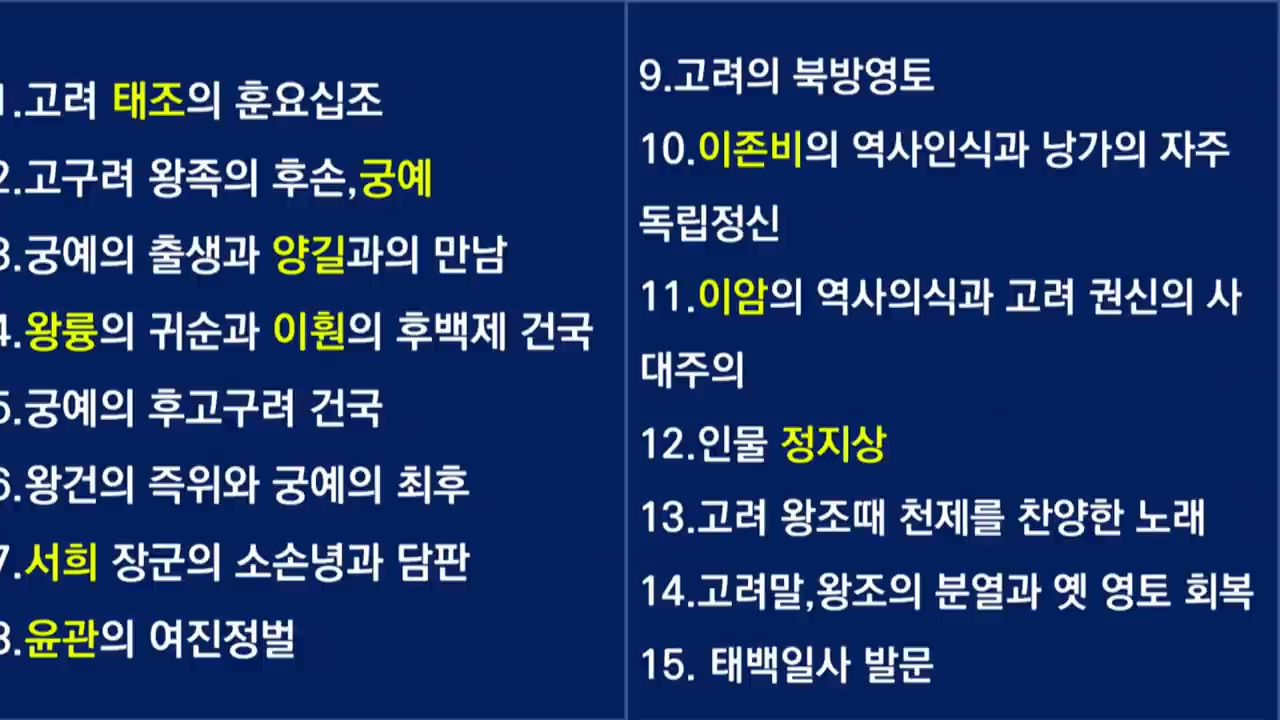 1.고려 태조의 훈요십조
2.고구려 왕족의 후손,궁예
3.궁예의 출생과 양길과의 만남
4.왕륭의 귀순과 이훤의 후백제 건국
5.궁예의 후고구려 건국
6.왕건의 즉위와 궁예의 최후
7.서희 장군의 소손녕과 담판
8.윤관의 여진정벌
9.고려의 북방영토
10.이존비의 역사인식과 낭가의 자주
독립정신
11.이암의 역사의식과 고려 권신의 사
대주의
12.인물 정지상
13.고려 왕조때 천제를 찬양한 노래
14.고려말,왕조의 분열과 옛 영토 회복
15. 태백일사 발문